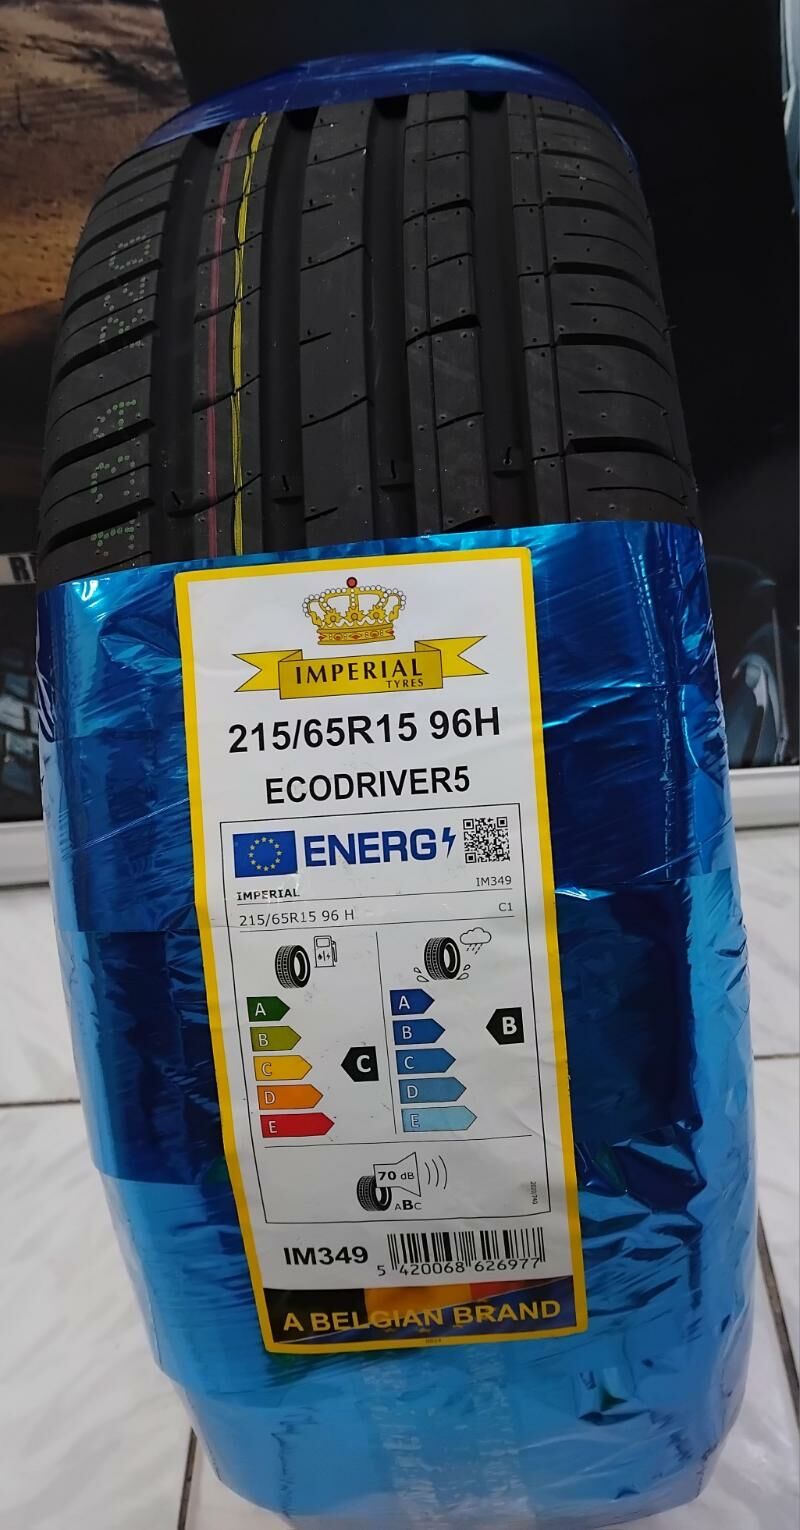 IMPERIAL
TYRES
215/65R15 96H
ECODRIVER5
ENERG
IMPERIAL IM349
215/65R15 96 H C1
A A
B B B
C C C
D D
E E
70 dB
ABC
IM349
5 420068 626977
A BELGIAN BRAND